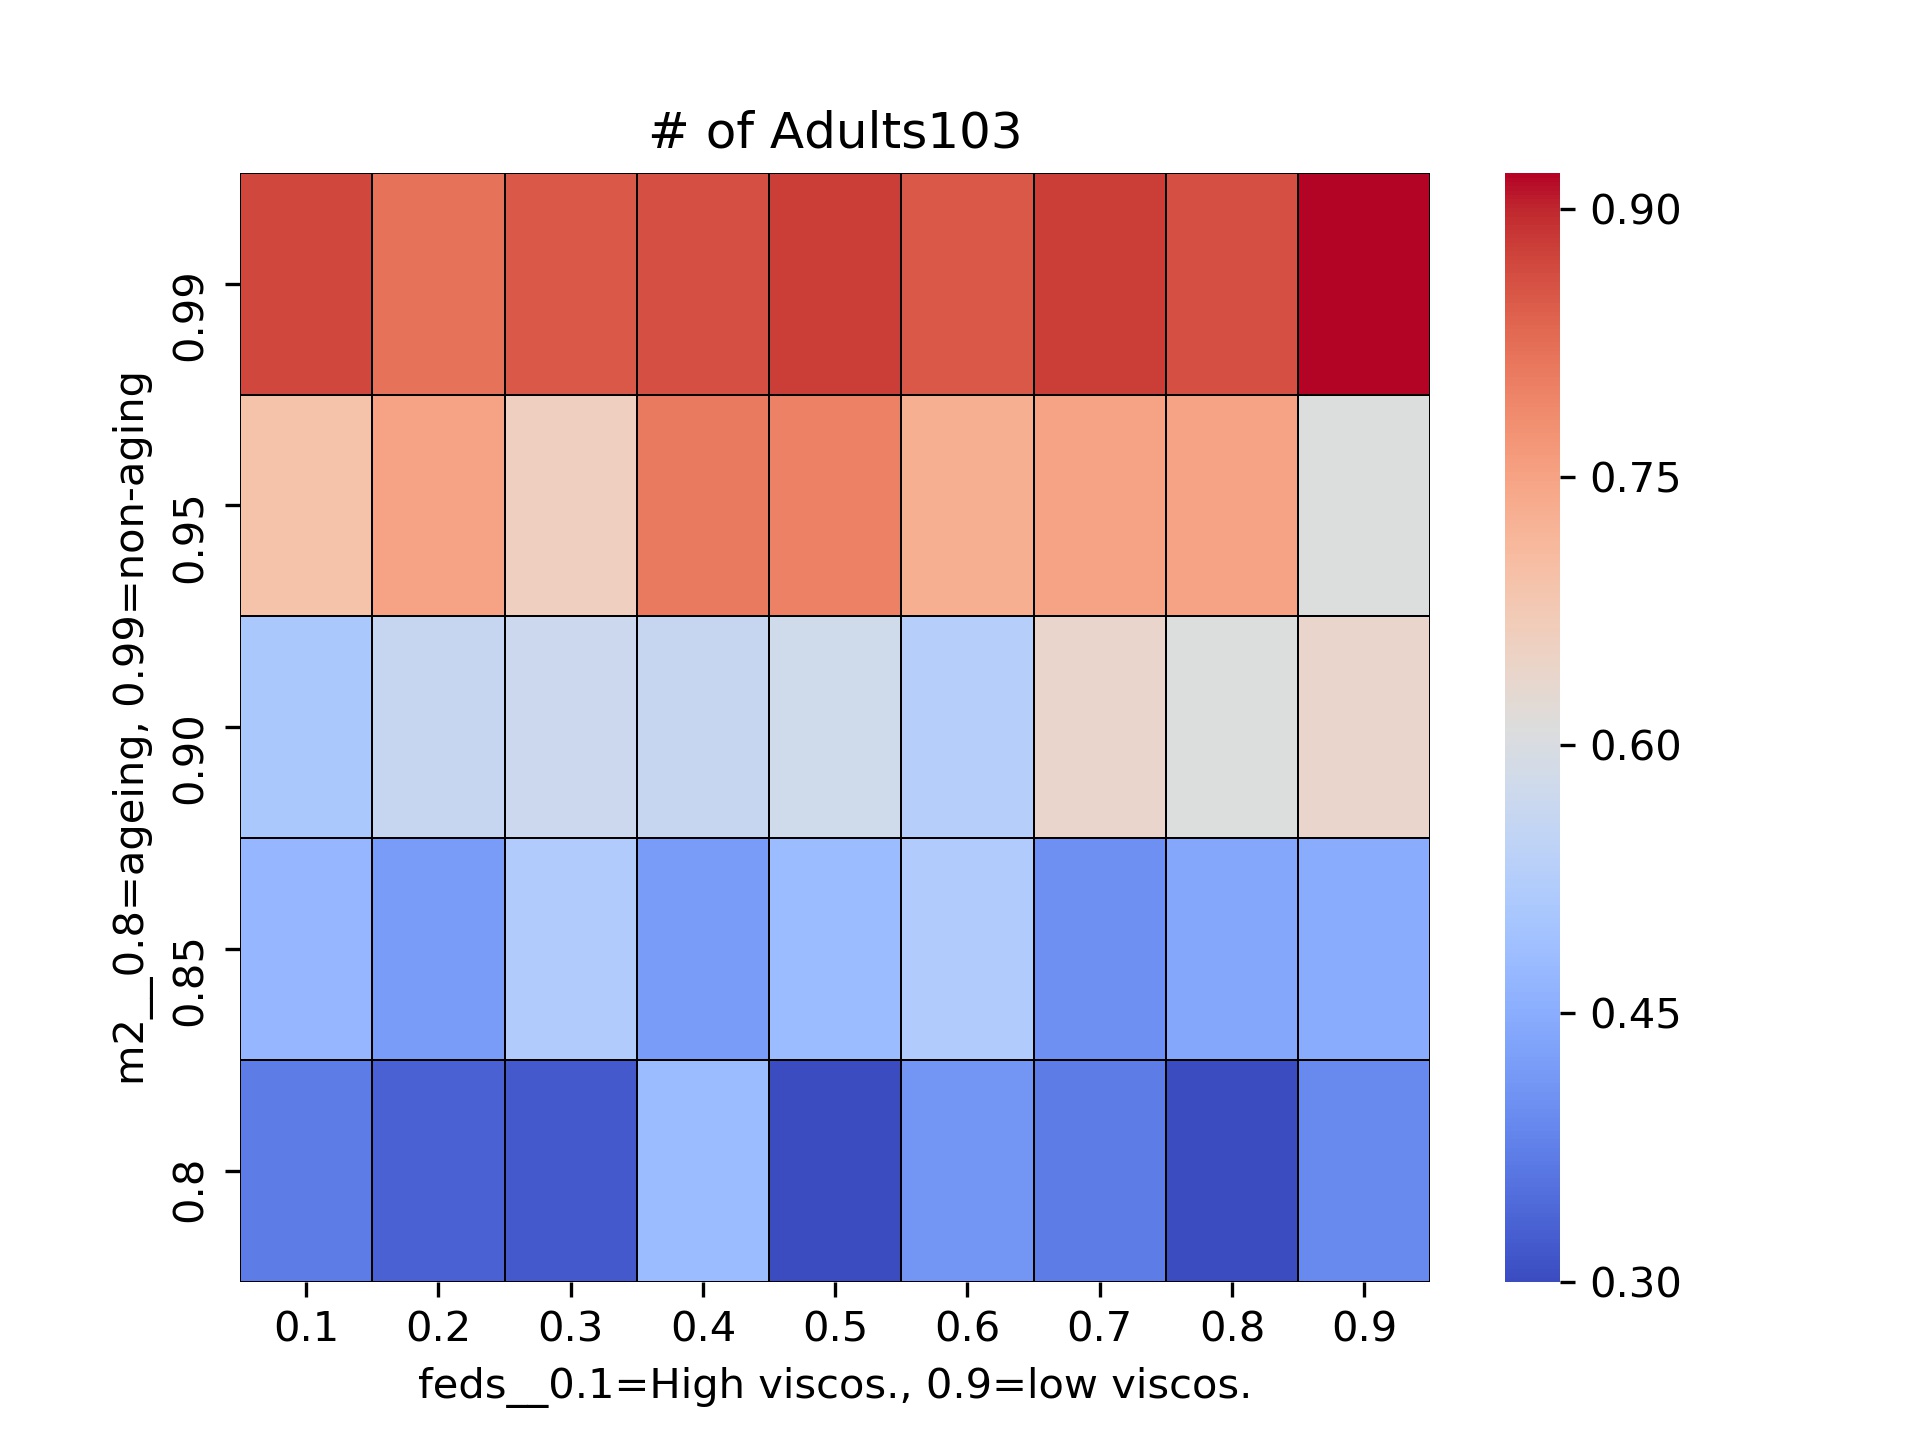 # of Adults103
m2__0.8=ageing, 0.99=non-aging
0.99
0.95
0.90
0.85
0.8
0.1 0.2 0.3 0.4 0.5 0.6 0.7 0.8 0.9
feds__0.1=High viscos., 0.9=low viscos.
0.90
0.75
0.60
0.45
0.30